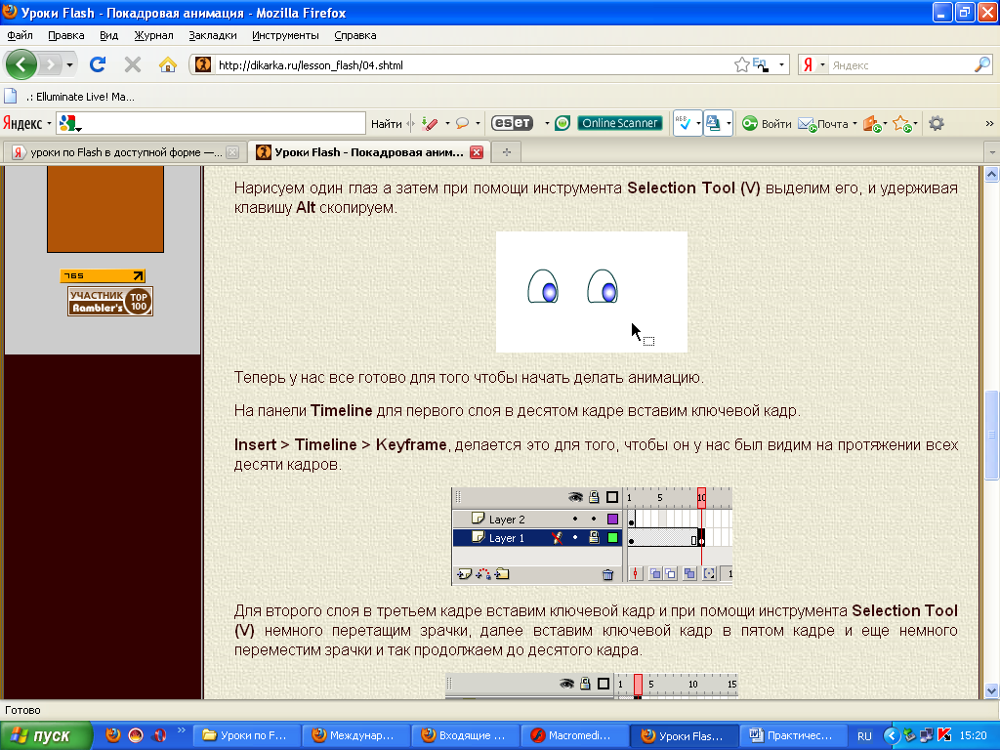 Уроки Flash - Покадровая анимация - Mozilla Firefox
Файл Правка Вид Журнал Закладки Инструменты Справка
http://dikarka.ru/lesson_flash/04.shtml
Яндекс
.: Elluminate Live! Ma...
Яндекс Найти eset Online Scanner Войти Почта »
уроки по Flash в доступной форме —... Уроки Flash - Покадровая аним...
Нарисуем один глаз а затем при помощи инструмента Selection Tool (V) выделим его, и удерживая
клавишу Alt скопируем.
765
УЧАСТНИК
Rambler's
TOP
100
Теперь у нас все готово для того чтобы начать делать анимацию.
На панели Timeline для первого слоя в десятом кадре вставим ключевой кадр.
Insert > Timeline > Keyframe, делается это для того, чтобы он у нас был видим на протяжении всех
десяти кадров.
1 5 10
Layer 2
Layer 1
1
Для второго слоя в третьем кадре вставим ключевой кадр и при помощи инструмента Selection Tool
(V) немного перетащим зрачки, далее вставим ключевой кадр в пятом кадре и еще немного
переместим зрачки и так продолжаем до десятого кадра.
1 5 10 15
Готово
пуск » Уроки по F... Междунар... Входящие ... Macromedi... Уроки Flas... Практичес... RU 15:20